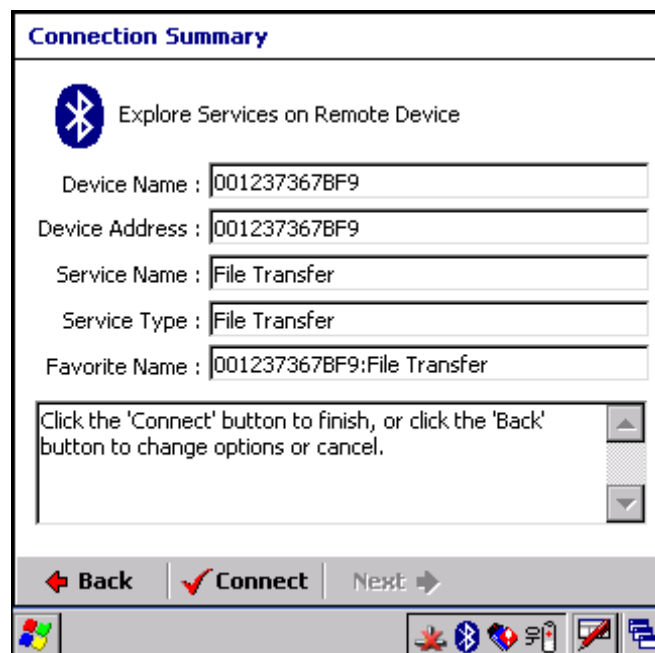 Connection Summary
Explore Services on Remote Device
Device Name : 001237367BF9
Device Address : 001237367BF9
Service Name : File Transfer
Service Type : File Transfer
Favorite Name : 001237367BF9:File Transfer
Click the 'Connect' button to finish, or click the 'Back'
button to change options or cancel.
Back Connect Next